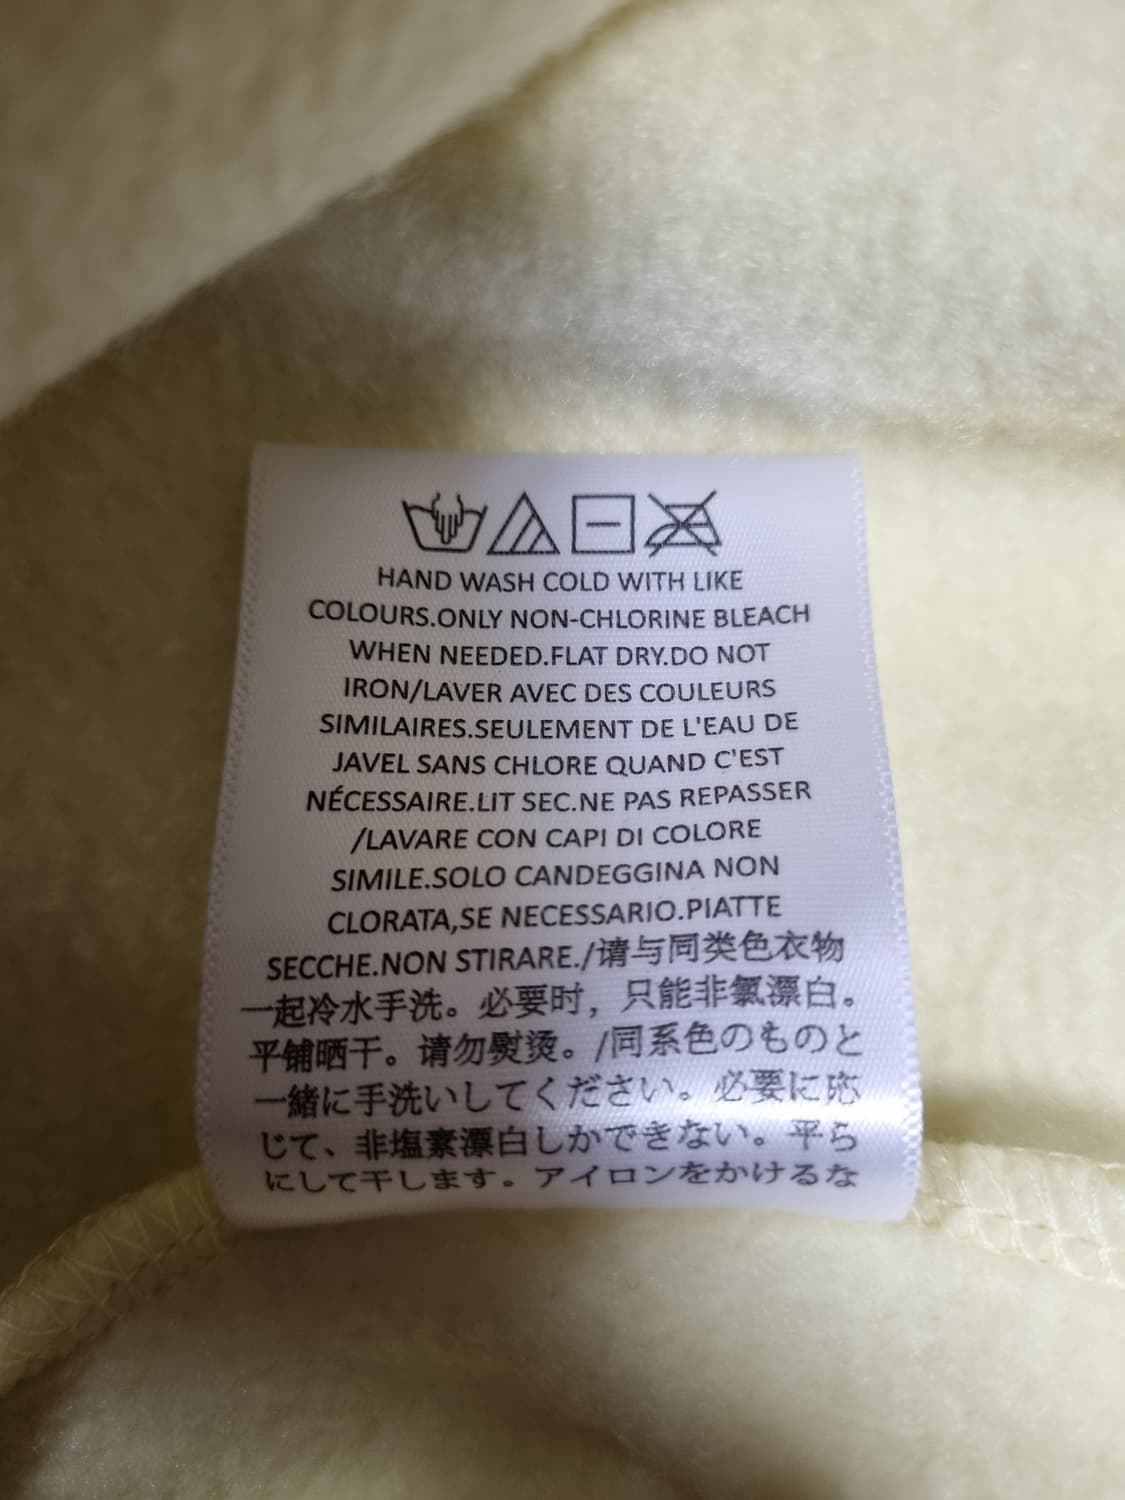 HAND WASH COLD WITH LIKE
COLOURS.ONLY NON-CHLORINE BLEACH
WHEN NEEDED.FLAT DRY.DO NOT
IRON/LAVER AVEC DES COULEURS
SIMILAIRES.SEULEMENT DE L'EAU DE
JAVEL SANS CHLORE QUAND C'EST
NÉCESSAIRE.LIT SEC.NE PAS REPASSER
/LAVARE CON CAPI DI COLORE
SIMILE.SOLO CANDEGGINA NON
CLORATA,SE NECESSARIO.PIATTE
SECCHE.NON STIRARE./请与同类色衣物
一起冷水手洗。必要时，只能非氯漂白。
平铺晒干。请勿熨烫。/同系色のものと
一緒に手洗いしてください。必要に応
じて、非塩素漂白しかできない。平ら
にして干します。アイロンをかけるな